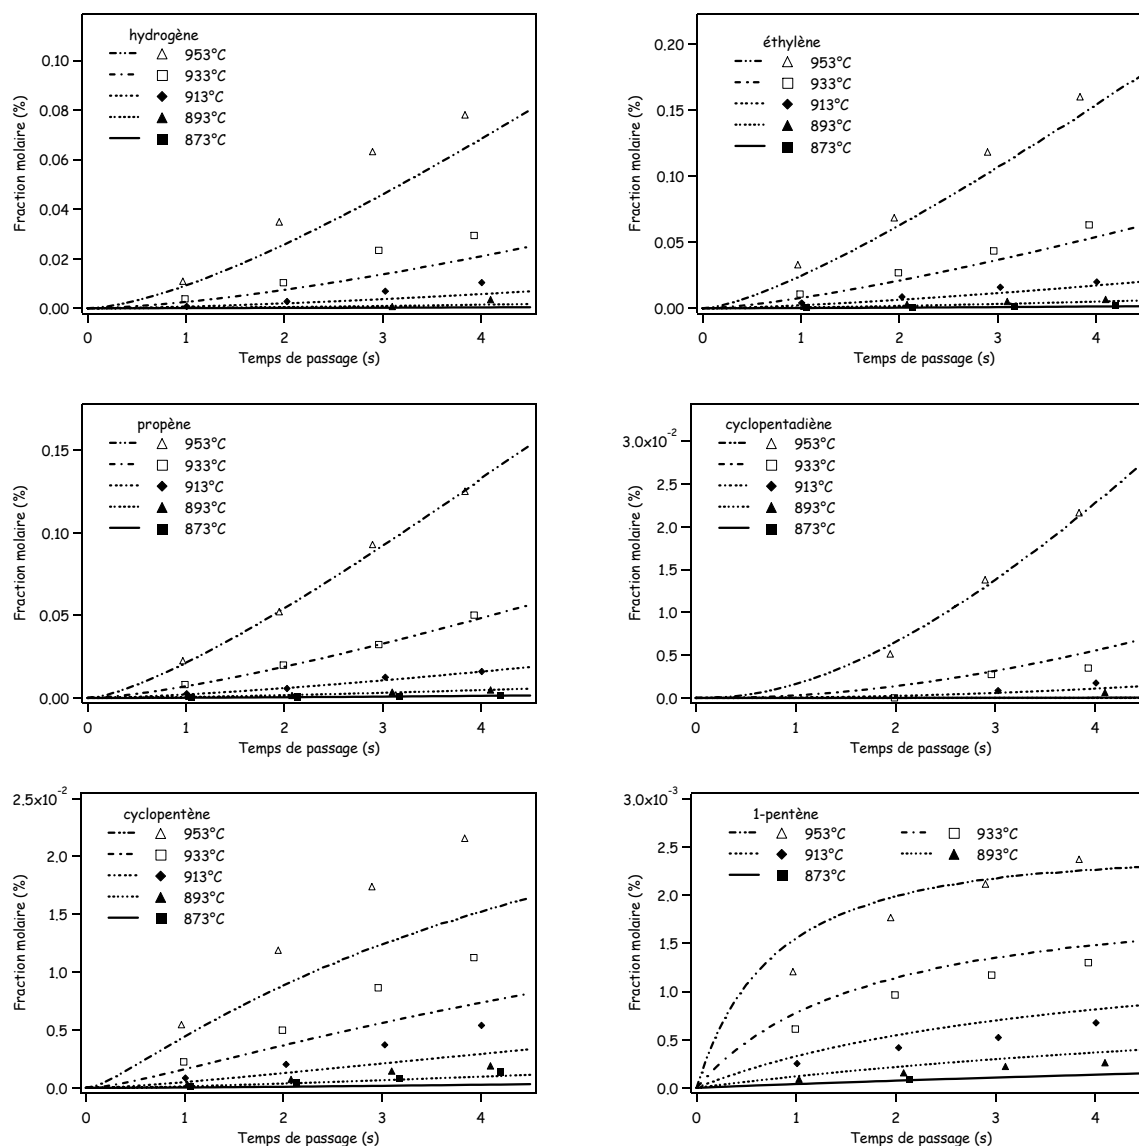 hydrogène
953°C
933°C
913°C
893°C
873°C
0.10
0.08
0.06
0.04
0.02
0.00
Fraction molaire (%)
0 1 2 3 4
Temps de passage (s)
éthylène
953°C
933°C
913°C
893°C
873°C
0.20
0.15
0.10
0.05
0.00
Fraction molaire (%)
0 1 2 3 4
Temps de passage (s)
propène
953°C
933°C
913°C
893°C
873°C
0.15
0.10
0.05
0.00
Fraction molaire (%)
0 1 2 3 4
Temps de passage (s)
cyclopentadiène
953°C
933°C
913°C
893°C
873°C
3.0x10⁻²
2.5
2.0
1.5
1.0
0.5
0.0
Fraction molaire (%)
0 1 2 3 4
Temps de passage (s)
cyclopentène
953°C
933°C
913°C
893°C
873°C
2.5x10⁻²
2.0
1.5
1.0
0.5
0.0
Fraction molaire (%)
0 1 2 3 4
Temps de passage (s)
1-pentène
953°C 933°C
913°C 893°C
873°C
3.0x10⁻³
2.5
2.0
1.5
1.0
0.5
0.0
Fraction molaire (%)
0 1 2 3 4
Temps de passage (s)